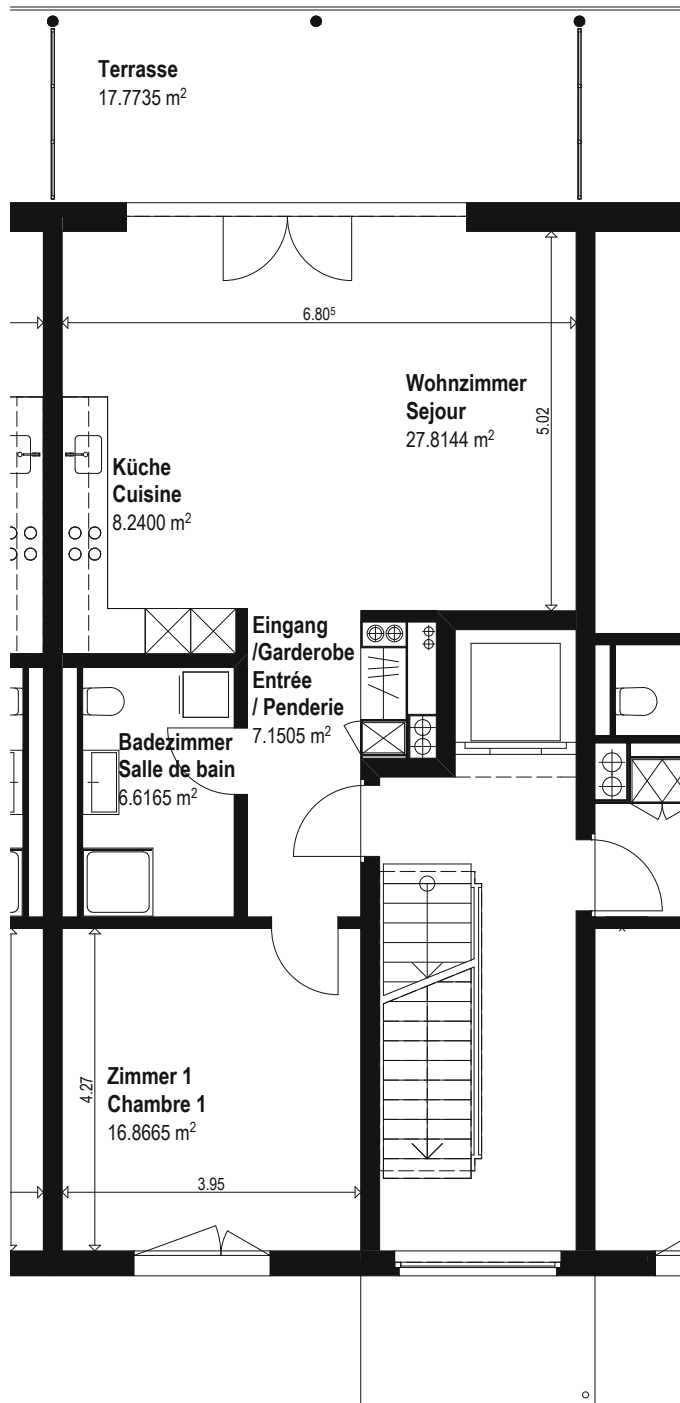 Terrasse
17.7735 m²
6.80⁵
Wohnzimmer
Sejour
27.8144 m²
5.02
Küche
Cuisine
8.2400 m²
Eingang
/Garderobe
Entrée
/ Penderie
7.1505 m²
Badezimmer
Salle de bain
6.6165 m²
Zimmer 1
Chambre 1
16.8665 m²
4.27
3.95